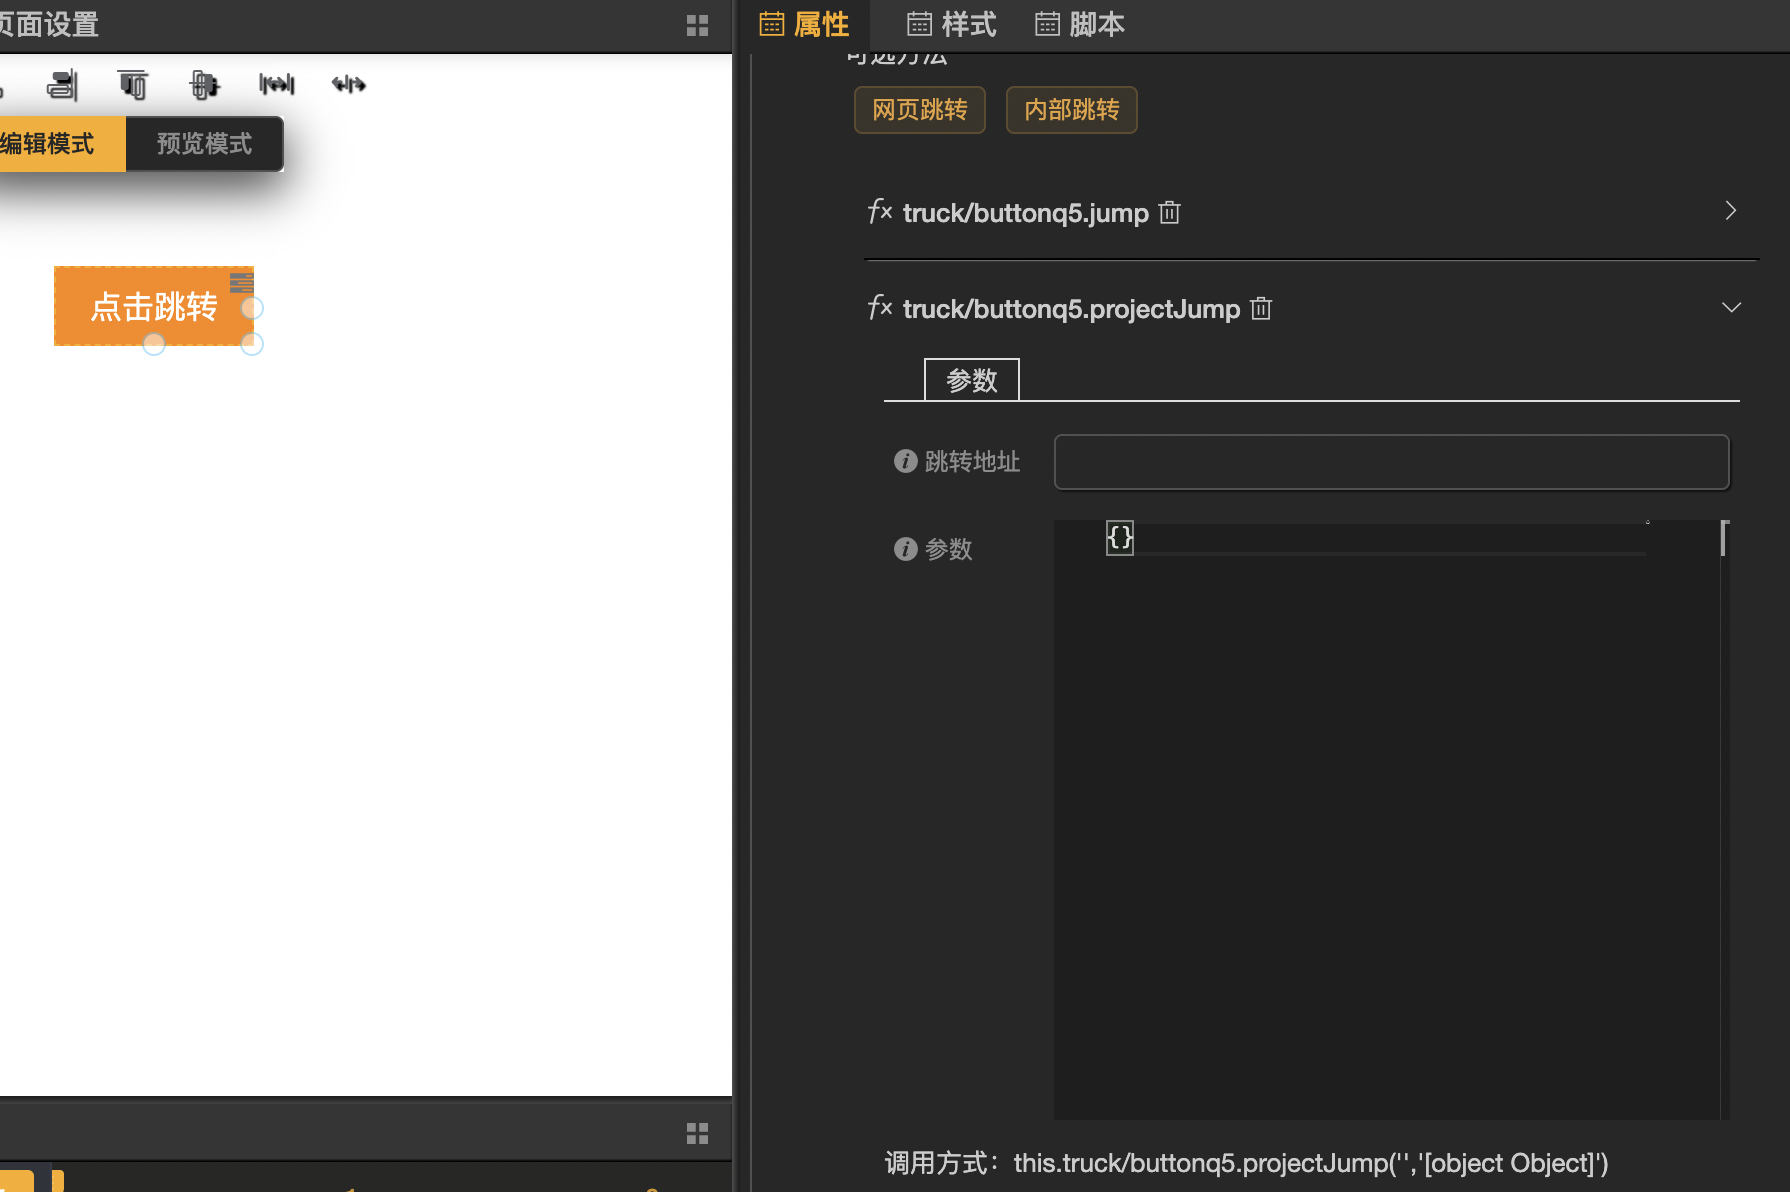 页面设置
属性
样式
脚本
编辑模式
预览模式
点击跳转
可选方法
网页跳转
内部跳转
fx truck/buttonq5.jump
fx truck/buttonq5.projectJump
参数
跳转地址
参数
{}
调用方式：this.truck/buttonq5.projectJump('','[object Object]')